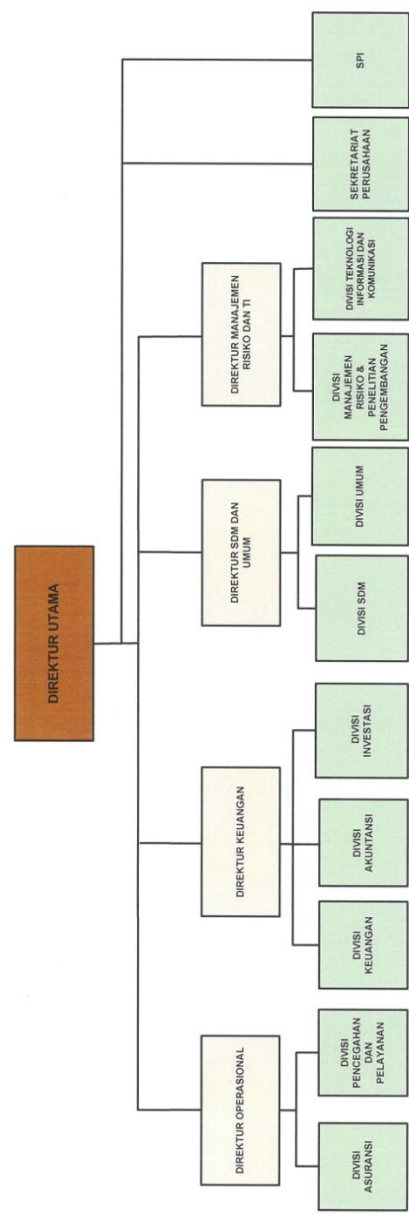 DIREKTUR UTAMA
DIREKTUR OPERASIONAL
DIREKTUR KEUANGAN
DIREKTUR SDM DAN
UMUM
DIREKTUR MANAJEMEN
RISIKO DAN TI
DIVISI
ASURANSI
DIVISI
PENCEGAHAN
DAN
PELAYANAN
DIVISI
KEUANGAN
DIVISI
AKUNTANSI
DIVISI
INVESTASI
DIVISI SDM
DIVISI UMUM
DIVISI
MANAJEMEN
RISIKO &
PENELITIAN
PENGEMBANGAN
DIVISI TEKNOLOGI
INFORMASI DAN
KOMUNIKASI
SEKRETARIAT
PERUSAHAAN
SPI